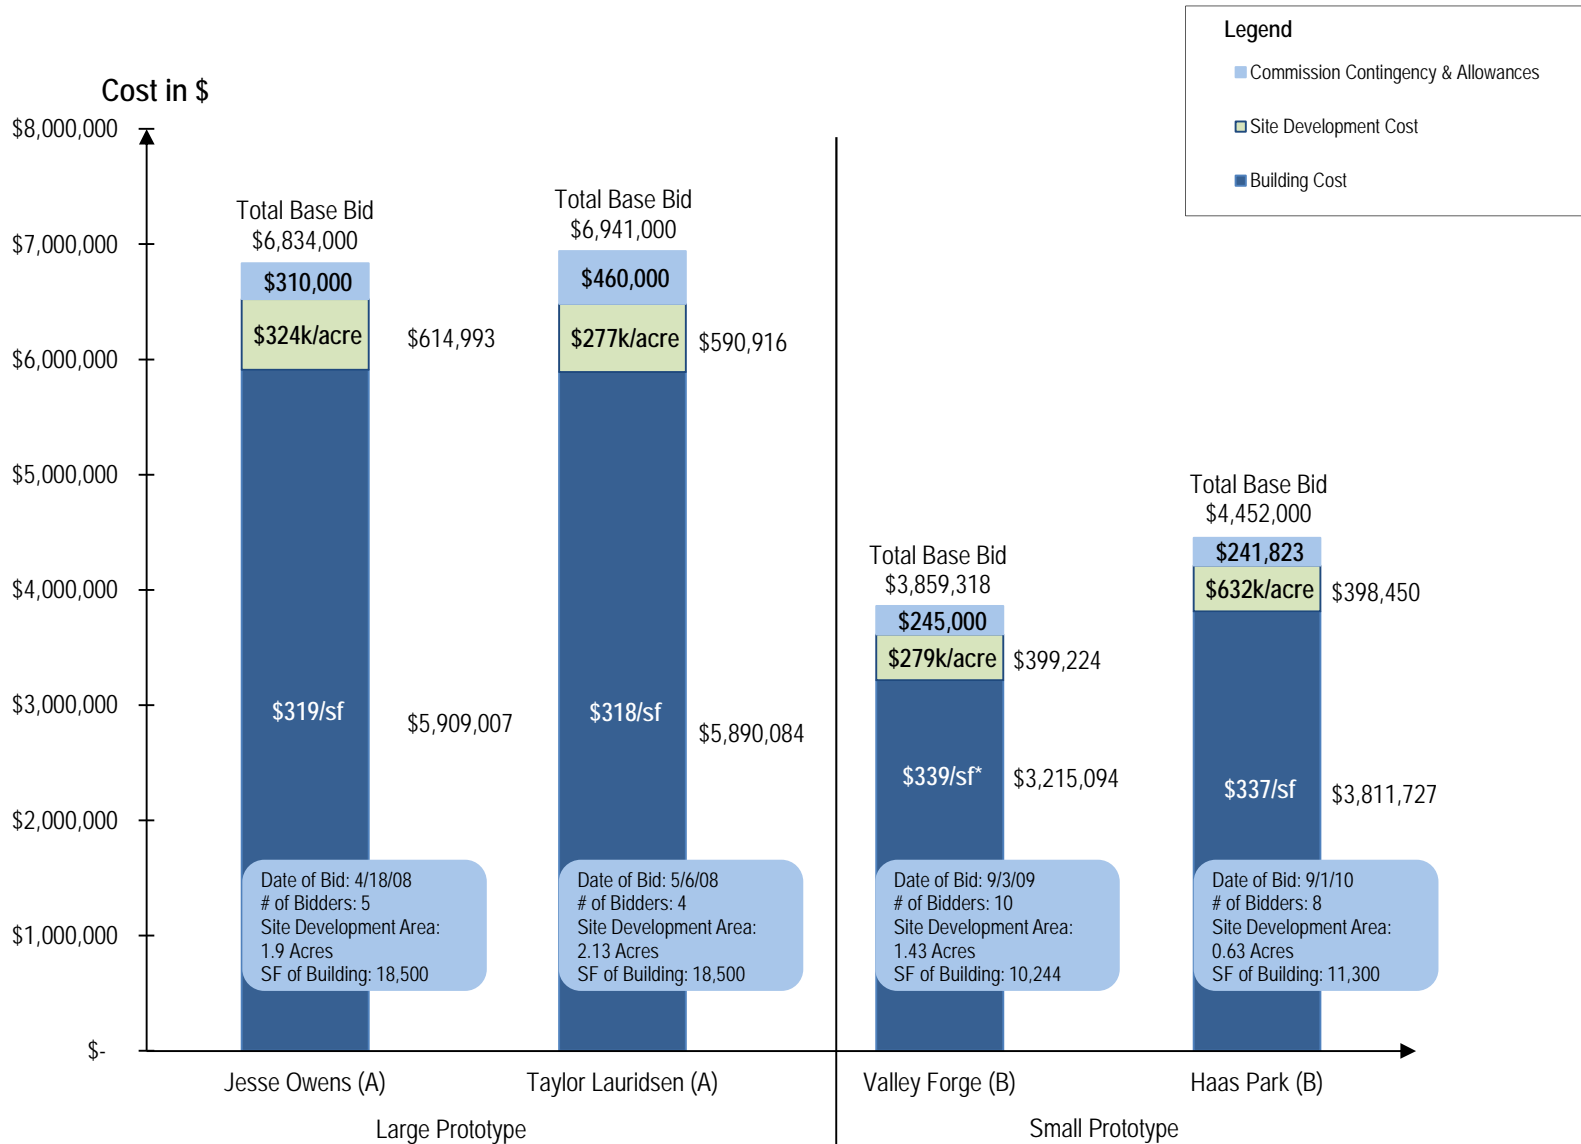 Legend
Commission Contingency & Allowances
Site Development Cost
Building Cost
Cost in $
$8,000,000
$7,000,000
$6,000,000
$5,000,000
$4,000,000
$3,000,000
$2,000,000
$1,000,000
$-
Total Base Bid
$6,834,000
$310,000
$324k/acre
$614,993
$319/sf
$5,909,007
Date of Bid: 4/18/08
# of Bidders: 5
Site Development Area:
1.9 Acres
SF of Building: 18,500
Jesse Owens (A)
Total Base Bid
$6,941,000
$460,000
$277k/acre
$590,916
$318/sf
$5,890,084
Date of Bid: 5/6/08
# of Bidders: 4
Site Development Area:
2.13 Acres
SF of Building: 18,500
Taylor Lauridsen (A)
Large Prototype
Total Base Bid
$3,859,318
$245,000
$279k/acre
$399,224
$339/sf*
$3,215,094
Date of Bid: 9/3/09
# of Bidders: 10
Site Development Area:
1.43 Acres
SF of Building: 10,244
Valley Forge (B)
Total Base Bid
$4,452,000
$241,823
$632k/acre
$398,450
$337/sf
$3,811,727
Date of Bid: 9/1/10
# of Bidders: 8
Site Development Area:
0.63 Acres
SF of Building: 11,300
Haas Park (B)
Small Prototype